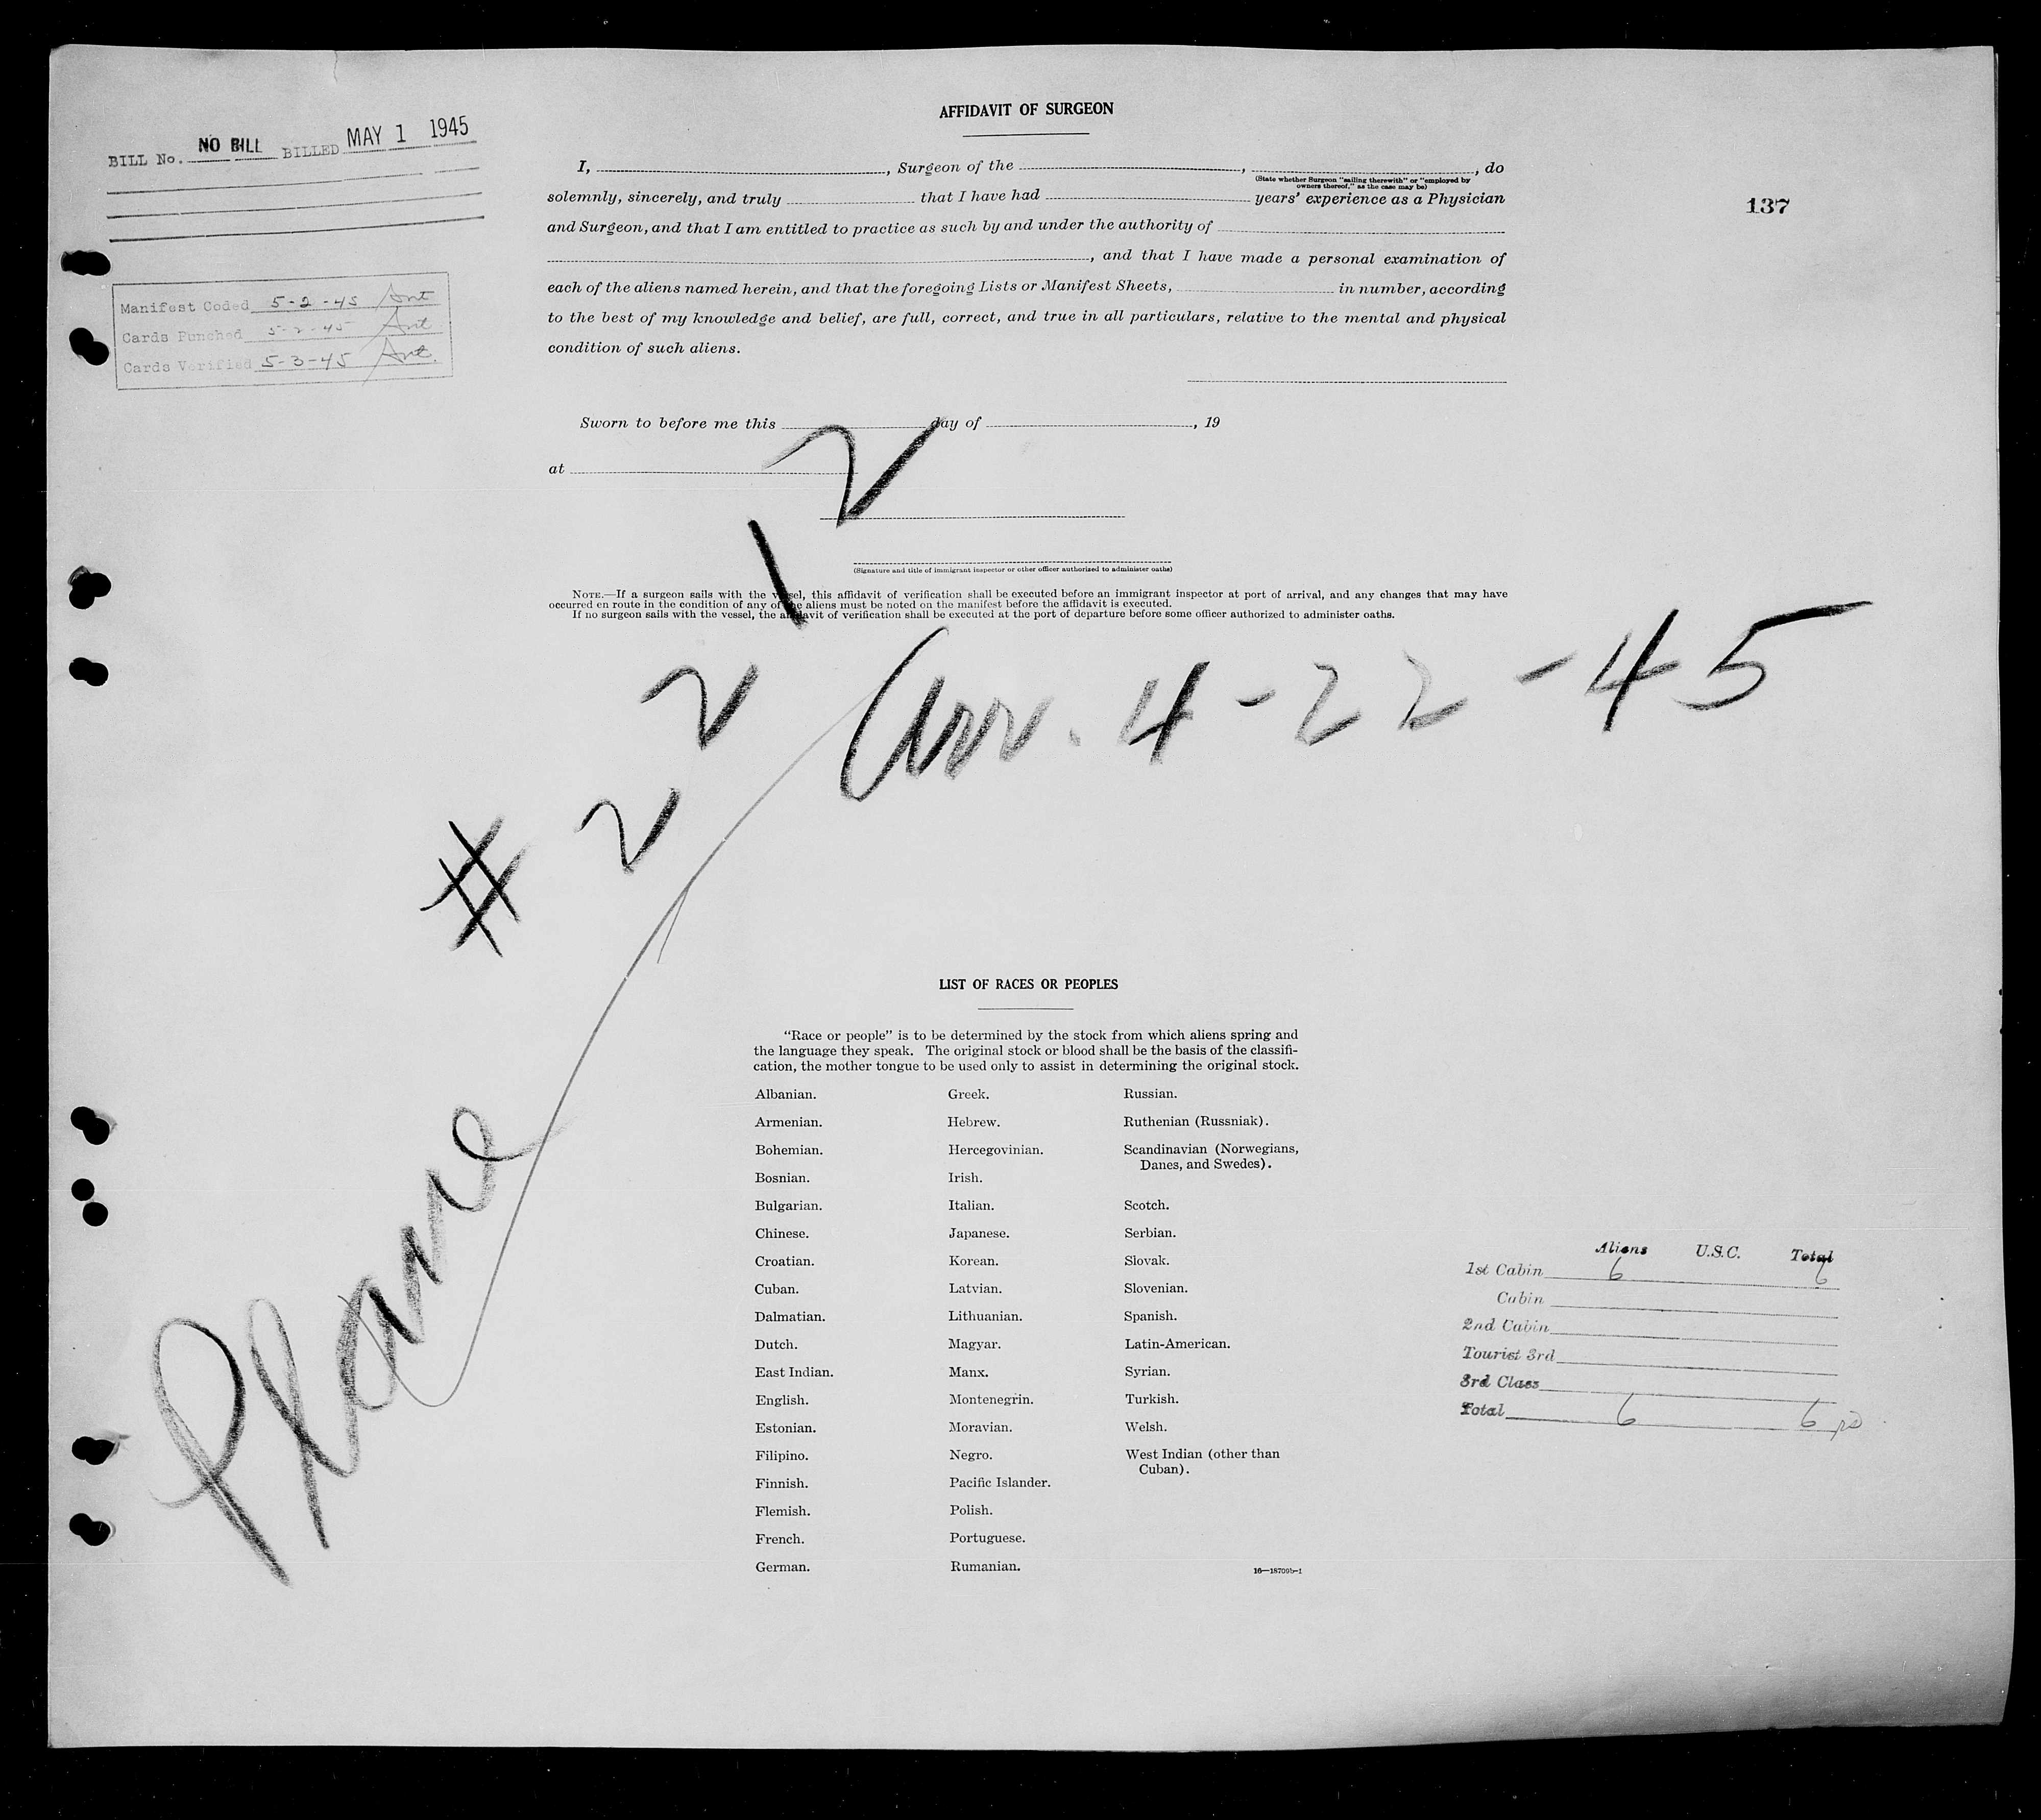 BILL No. NO BILL BILLED MAY 1 1945
Manifest Coded 5-2-45 Ant
Cards Punched 5-2-45 Ant
Cards Verified 5-3-45 Ant.
137
AFFIDAVIT OF SURGEON
I, , Surgeon of the , , do
(State whether Surgeon "sailing therewith" or "employed by
owners thereof," as the case may be)
solemnly, sincerely, and truly that I have had years' experience as a Physician
and Surgeon, and that I am entitled to practice as such by and under the authority of
, and that I have made a personal examination of
each of the aliens named herein, and that the foregoing Lists or Manifest Sheets, in number, according
to the best of my knowledge and belief, are full, correct, and true in all particulars, relative to the mental and physical
condition of such aliens.
Sworn to before me this day of , 19
at
(Signature and title of immigrant inspector or other officer authorized to administer oaths)
NOTE.—If a surgeon sails with the vessel, this affidavit of verification shall be executed before an immigrant inspector at port of arrival, and any changes that may have
occurred en route in the condition of any of the aliens must be noted on the manifest before the affidavit is executed.
If no surgeon sails with the vessel, the affidavit of verification shall be executed at the port of departure before some officer authorized to administer oaths.
Plane
# 2212
Arr. 4-22-45
LIST OF RACES OR PEOPLES
"Race or people" is to be determined by the stock from which aliens spring and
the language they speak. The original stock or blood shall be the basis of the classifi-
cation, the mother tongue to be used only to assist in determining the original stock.
Albanian.
Armenian.
Bohemian.
Bosnian.
Bulgarian.
Chinese.
Croatian.
Cuban.
Dalmatian.
Dutch.
East Indian.
English.
Estonian.
Filipino.
Finnish.
Flemish.
French.
German.
Greek.
Hebrew.
Hercegovinian.
Irish.
Italian.
Japanese.
Korean.
Latvian.
Lithuanian.
Magyar.
Manx.
Montenegrin.
Moravian.
Negro.
Pacific Islander.
Polish.
Portuguese.
Rumanian.
Russian.
Ruthenian (Russniak).
Scandinavian (Norwegians,
Danes, and Swedes).
Scotch.
Serbian.
Slovak.
Slovenian.
Spanish.
Latin-American.
Syrian.
Turkish.
Welsh.
West Indian (other than
Cuban).
16—18700b-1
Aliens U.S.C. Total
1st Cabin 6 6
Cabin
2nd Cabin
Tourist 3rd
3rd Class
Total 6 6